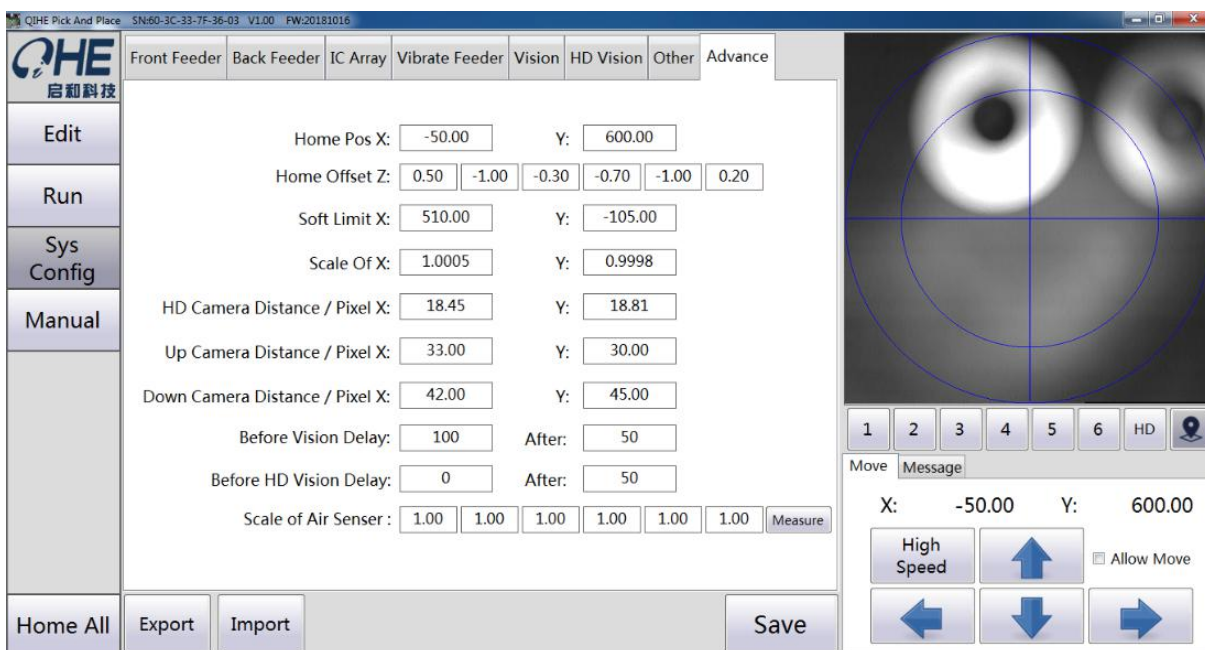 QIHE Pick And Place SN:60-3C-33-7F-36-03 V1.00 FW:20181016
QiHE
启和科技
Edit
Run
Sys
Config
Manual
Home All
Front Feeder Back Feeder IC Array Vibrate Feeder Vision HD Vision Other Advance
Home Pos X: -50.00 Y: 600.00
Home Offset Z: 0.50 -1.00 -0.30 -0.70 -1.00 0.20
Soft Limit X: 510.00 Y: -105.00
Scale Of X: 1.0005 Y: 0.9998
HD Camera Distance / Pixel X: 18.45 Y: 18.81
Up Camera Distance / Pixel X: 33.00 Y: 30.00
Down Camera Distance / Pixel X: 42.00 Y: 45.00
Before Vision Delay: 100 After: 50
Before HD Vision Delay: 0 After: 50
Scale of Air Senser : 1.00 1.00 1.00 1.00 1.00 1.00 Measure
Export Import Save
1 2 3 4 5 6 HD
Move Message
X: -50.00 Y: 600.00
High
Speed
Allow Move